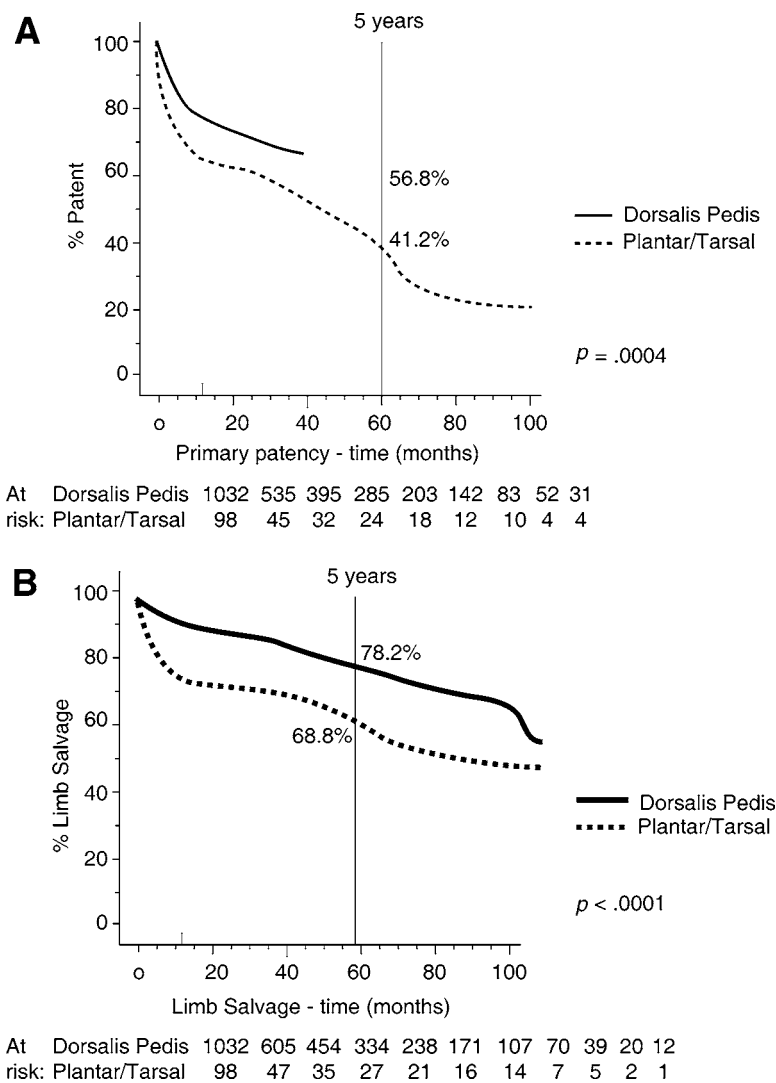 A
5 years
100
80
60
40
20
0
% Patent
56.8%
41.2%
Dorsalis Pedis
Plantar/Tarsal
p = .0004
o 20 40 60 80 100
Primary patency - time (months)
At Dorsalis Pedis 1032 535 395 285 203 142 83 52 31
risk: Plantar/Tarsal 98 45 32 24 18 12 10 4 4
B
5 years
100
80
60
40
20
0
% Limb Salvage
78.2%
68.8%
Dorsalis Pedis
Plantar/Tarsal
p < .0001
o 20 40 60 80 100
Limb Salvage - time (months)
At Dorsalis Pedis 1032 605 454 334 238 171 107 70 39 20 12
risk: Plantar/Tarsal 98 47 35 27 21 16 14 7 5 2 1